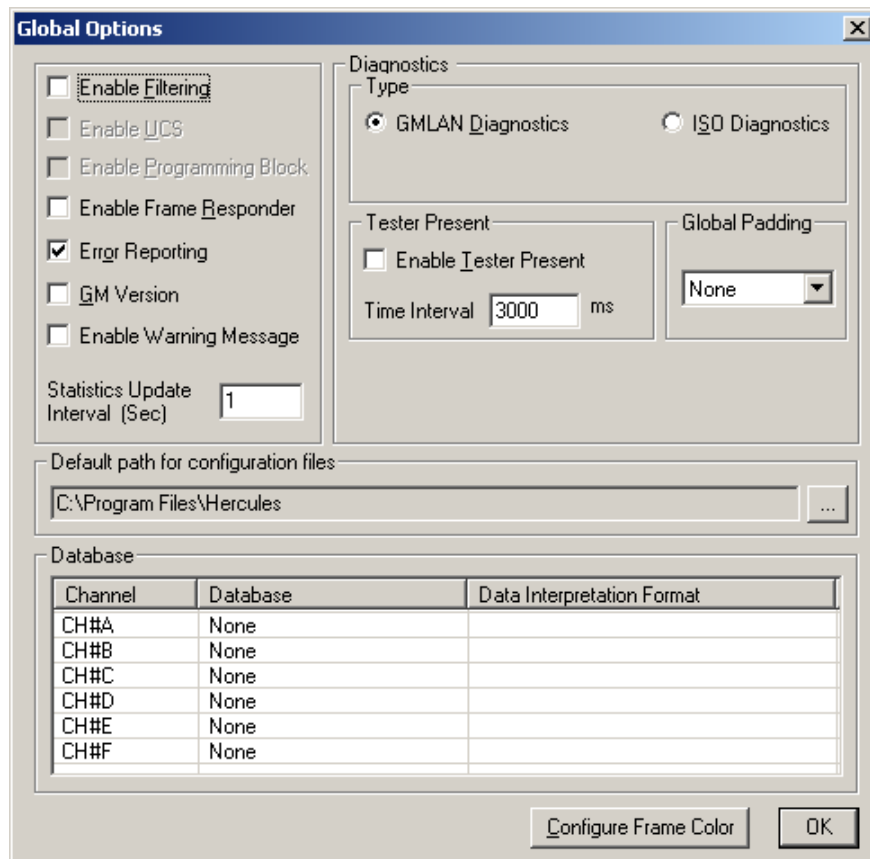 Global Options
Enable Filtering
Enable UCS
Enable Programming Block
Enable Frame Responder
Error Reporting
GM Version
Enable Warning Message
Statistics Update
Interval (Sec)
1
Diagnostics
Type
GMLAN Diagnostics
ISO Diagnostics
Tester Present
Enable Tester Present
Time Interval 3000 ms
Global Padding
None
Default path for configuration files
C:\Program Files\Hercules
...
Database
Channel Database Data Interpretation Format
CH#A None
CH#B None
CH#C None
CH#D None
CH#E None
CH#F None
Configure Frame Color
OK